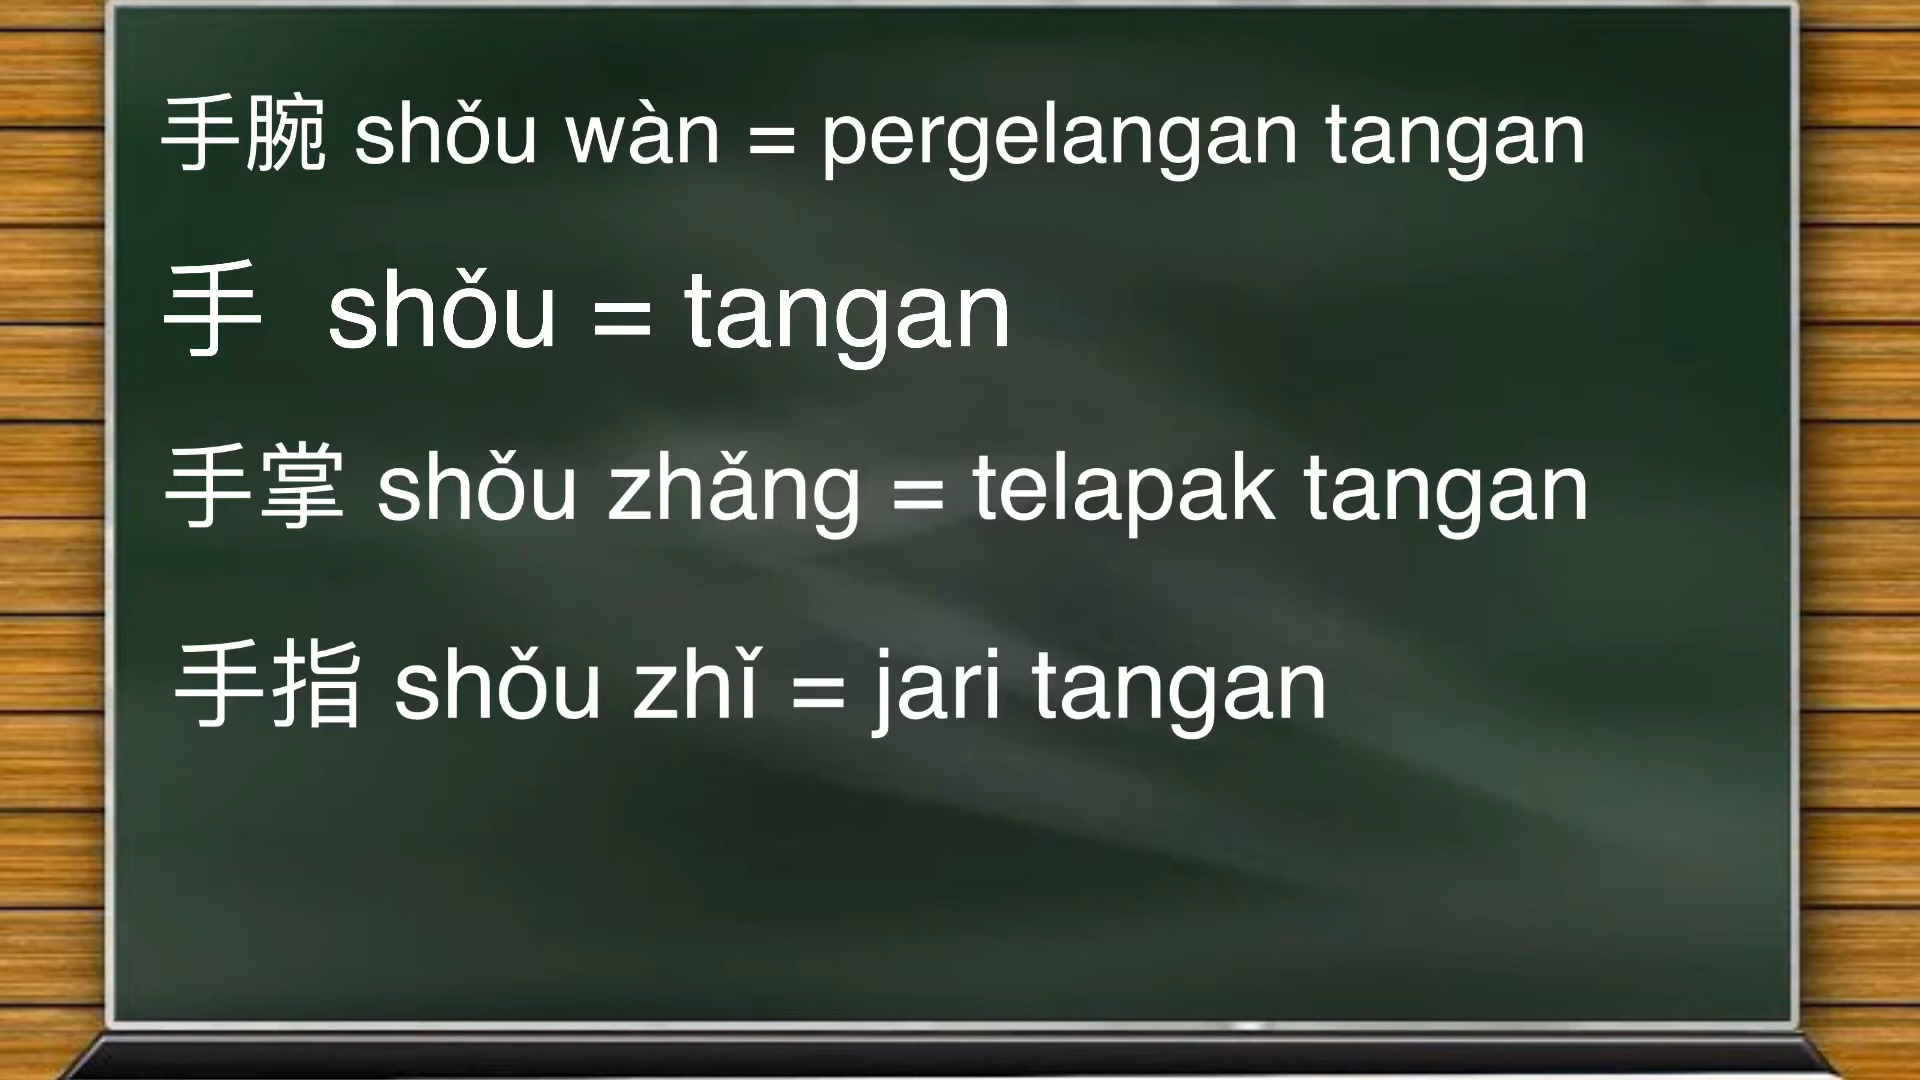 手腕 shǒu wàn = pergelangan tangan
手 shǒu = tangan
手掌 shǒu zhǎng = telapak tangan
手指 shǒu zhǐ = jari tangan